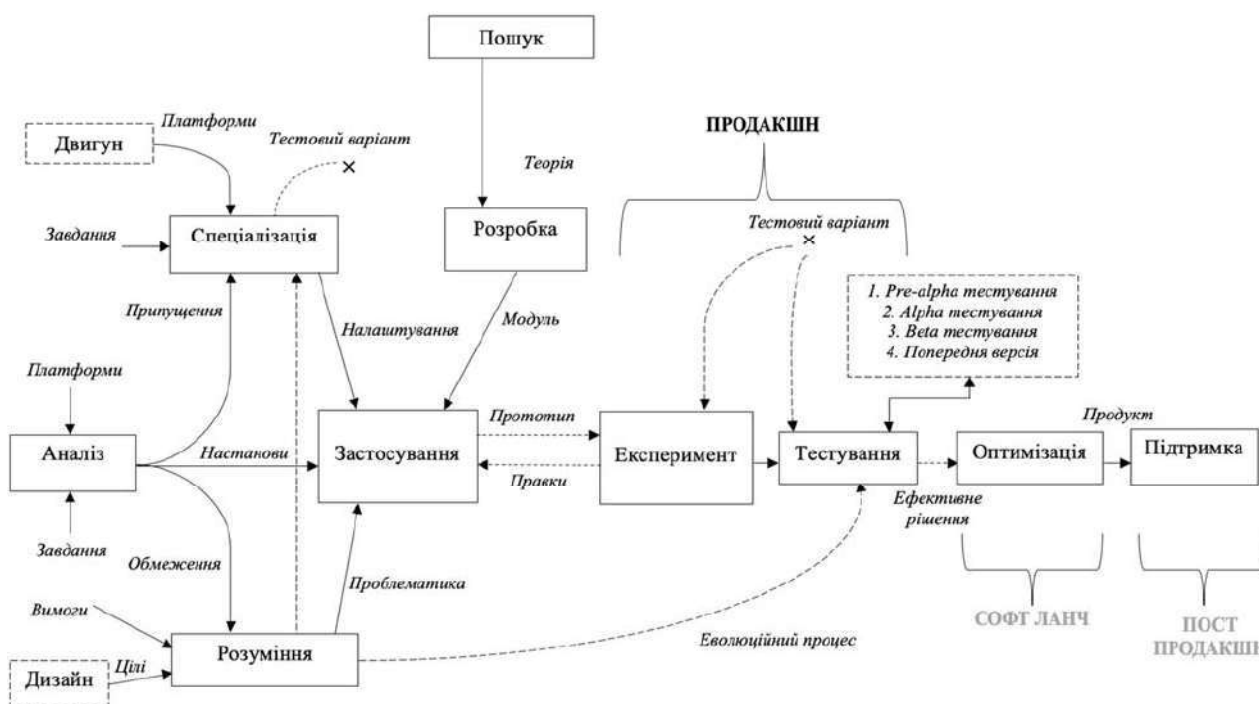 Пошук
Платформи
Двигун
Тестовий варіант
ПРОДАКШН
Теорія
Завдання
Спеціалізація
Розробка
Тестовий варіант
Припущення
Налаштування
Модуль
1. Pre-alpha тестування
2. Alpha тестування
3. Beta тестування
4. Попередня версія
Платформи
Аналіз
Настанови
Застосування
Прототип
Правки
Експеримент
Тестування
Оптимізація
Продукт
Підтримка
Ефективне
рішення
Завдання
Обмеження
Проблематика
Вимоги
Розуміння
Еволюційний процес
СОФТ ЛАНЧ
ПОСТ
ПРОДАКШН
Дизайн
Цілі